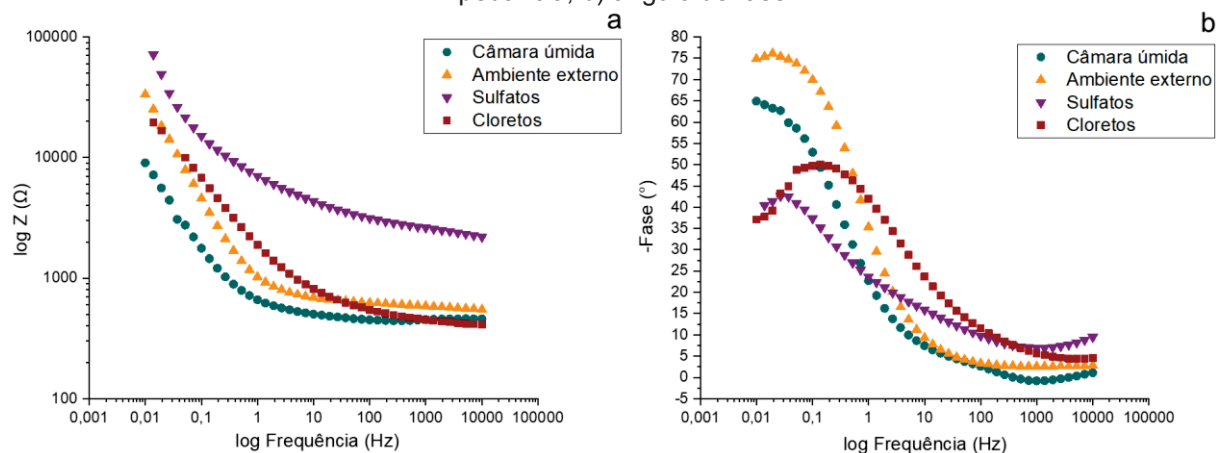 a
100000
10000
1000
100
log Z (Ω)
Câmara úmida
Ambiente externo
Sulfatos
Cloretos
0,001 0,01 0,1 1 10 100 1000 10000 100000
log Frequência (Hz)
b
80
75
70
65
60
55
50
45
40
35
30
25
20
15
10
5
0
-Fase (°)
Câmara úmida
Ambiente externo
Sulfatos
Cloretos
0,001 0,01 0,1 1 10 100 1000 10000 100000
log Frequência (Hz)